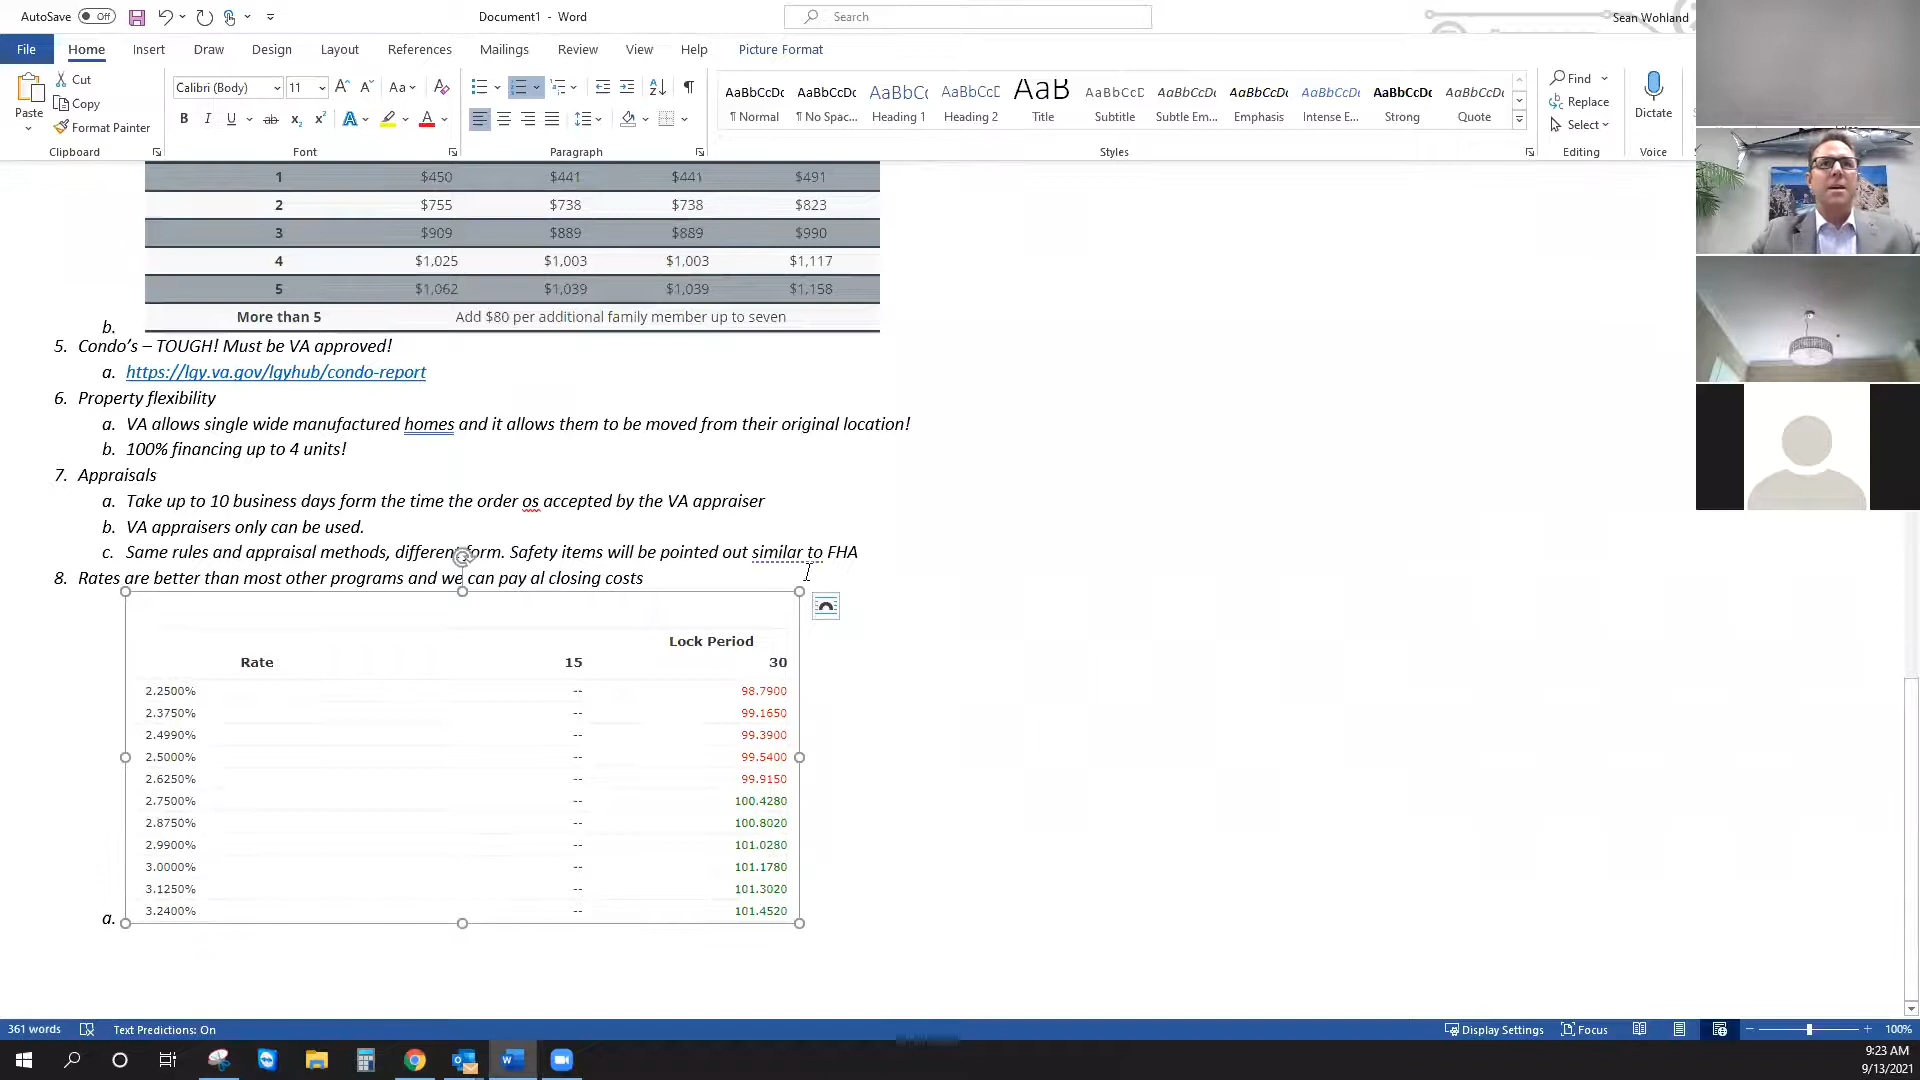 AutoSave Off
Document1 - Word
Search
Sean Wohland
File Home Insert Draw Design Layout References Mailings Review View Help Picture Format
Paste
Cut
Copy
Format Painter
Clipboard
Calibri (Body) 11
Font
Paragraph
AaBbCcDc AaBbCcDc AaBbCc AaBbCcD AaB AaBbCcD AaBbCcDc AaBbCcDc AaBbCcDc AaBbCcDc AaBbCcDc
¶ Normal ¶ No Spac... Heading 1 Heading 2 Title Subtitle Subtle Em... Emphasis Intense E... Strong Quote
Styles
Find
Replace
Select
Editing
Dictate
Voice
1 $450 $441 $441 $491
2 $755 $738 $738 $823
3 $909 $889 $889 $990
4 $1,025 $1,003 $1,003 $1,117
5 $1,062 $1,039 $1,039 $1,158
b. More than 5 Add $80 per additional family member up to seven
5. Condo's – TOUGH! Must be VA approved!
a. https://lgy.va.gov/lgyhub/condo-report
6. Property flexibility
a. VA allows single wide manufactured homes and it allows them to be moved from their original location!
b. 100% financing up to 4 units!
7. Appraisals
a. Take up to 10 business days form the time the order os accepted by the VA appraiser
b. VA appraisers only can be used.
c. Same rules and appraisal methods, different form. Safety items will be pointed out similar to FHA
8. Rates are better than most other programs and we can pay al closing costs
Lock Period
Rate 15 30
2.2500% -- 98.7900
2.3750% -- 99.1650
2.4990% -- 99.3900
2.5000% -- 99.5400
2.6250% -- 99.9150
2.7500% -- 100.4280
2.8750% -- 100.8020
2.9900% -- 101.0280
3.0000% -- 101.1780
3.1250% -- 101.3020
3.2400% -- 101.4520
a.
361 words Text Predictions: On
Display Settings Focus 100%
9:23 AM
9/13/2021